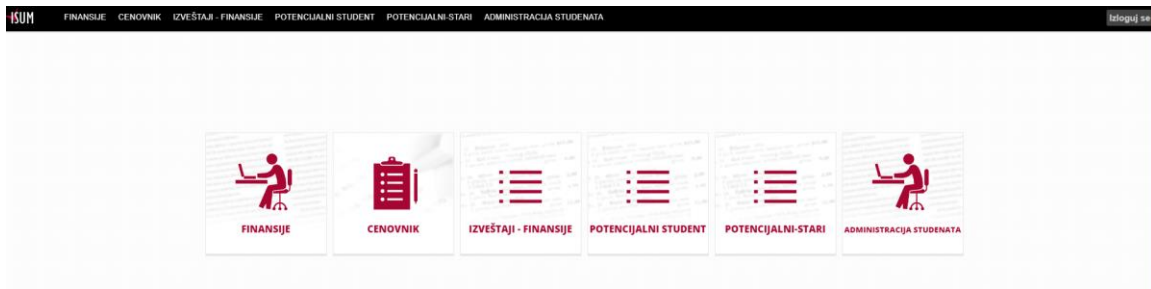 ISUM FINANSIJE CENOVNIK IZVEŠTAJI - FINANSIJE POTENCIJALNI STUDENT POTENCIJALNI-STARI ADMINISTRACIJA STUDENATA Izloguj se
FINANSIJE CENOVNIK IZVEŠTAJI - FINANSIJE POTENCIJALNI STUDENT POTENCIJALNI-STARI ADMINISTRACIJA STUDENATA